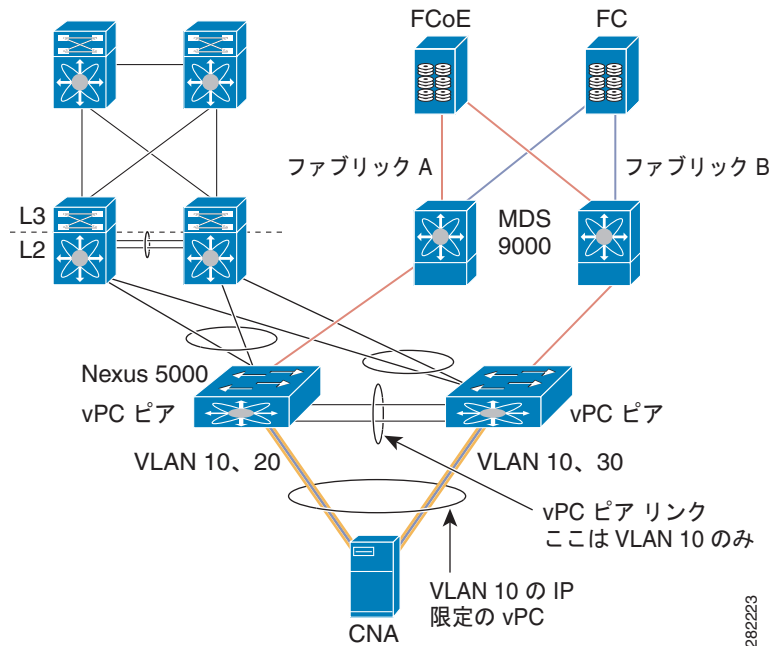 FCoE
FC
ファブリック A
ファブリック B
L3
L2
MDS
9000
Nexus 5000
vPC ピア
vPC ピア
VLAN 10、20
VLAN 10、30
vPC ピア リンク
ここは VLAN 10 のみ
VLAN 10 の IP
限定の vPC
CNA
282223